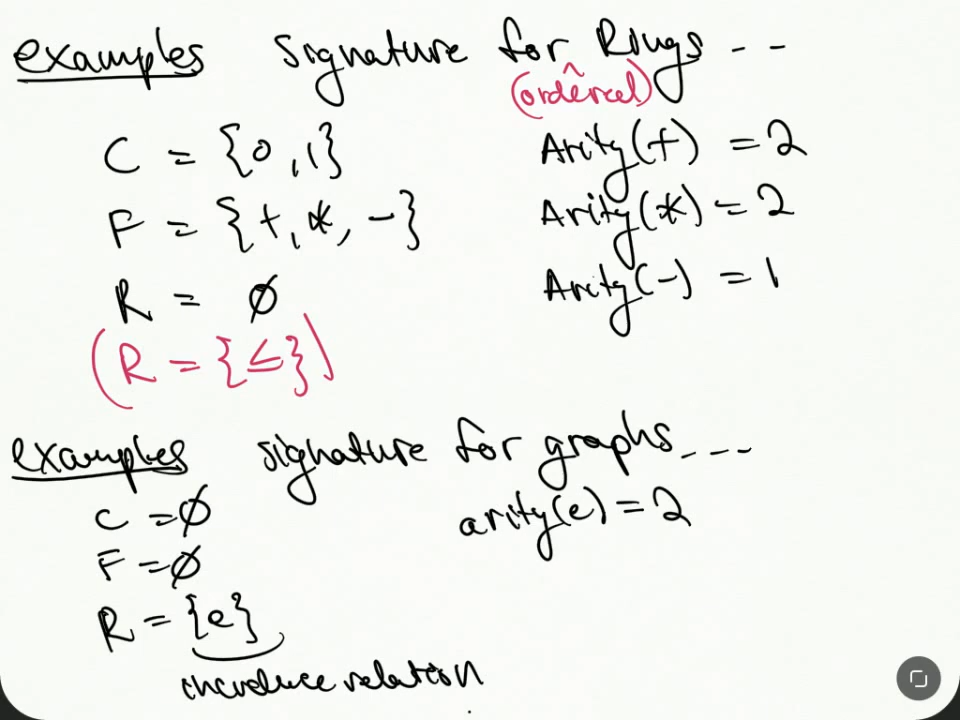 examples signature for Rings --
(ordered)
C = {0,1} Arity(+) = 2
F = {+,*,-} Arity(*) = 2
R = ∅ Arity(-) = 1
(R = {≤})
examples signature for graphs---
C = ∅ arity(e) = 2
F = ∅
R = {e}
relation